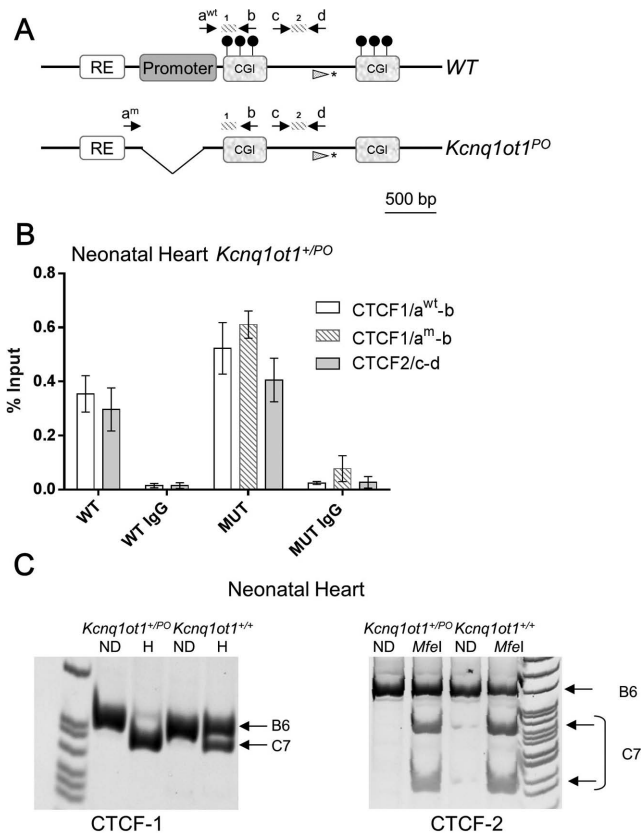 A
a^wt 1 b c 2 d
RE Promoter CGI * CGI WT
a^m 1 b c 2 d
RE CGI * CGI Kcnq1ot1^PO
500 bp
B
Neonatal Heart Kcnq1ot1^+/PO
% Input
0.8
0.6
0.4
0.2
0.0
CTCF1/a^wt-b
CTCF1/a^m-b
CTCF2/c-d
WT
WT IgG
MUT
MUT IgG
C
Neonatal Heart
Kcnq1ot1^+/PO Kcnq1ot1^+/+
ND H ND H
B6
C7
CTCF-1
Kcnq1ot1^+/PO Kcnq1ot1^+/+
ND MfeI ND MfeI
B6
C7
CTCF-2